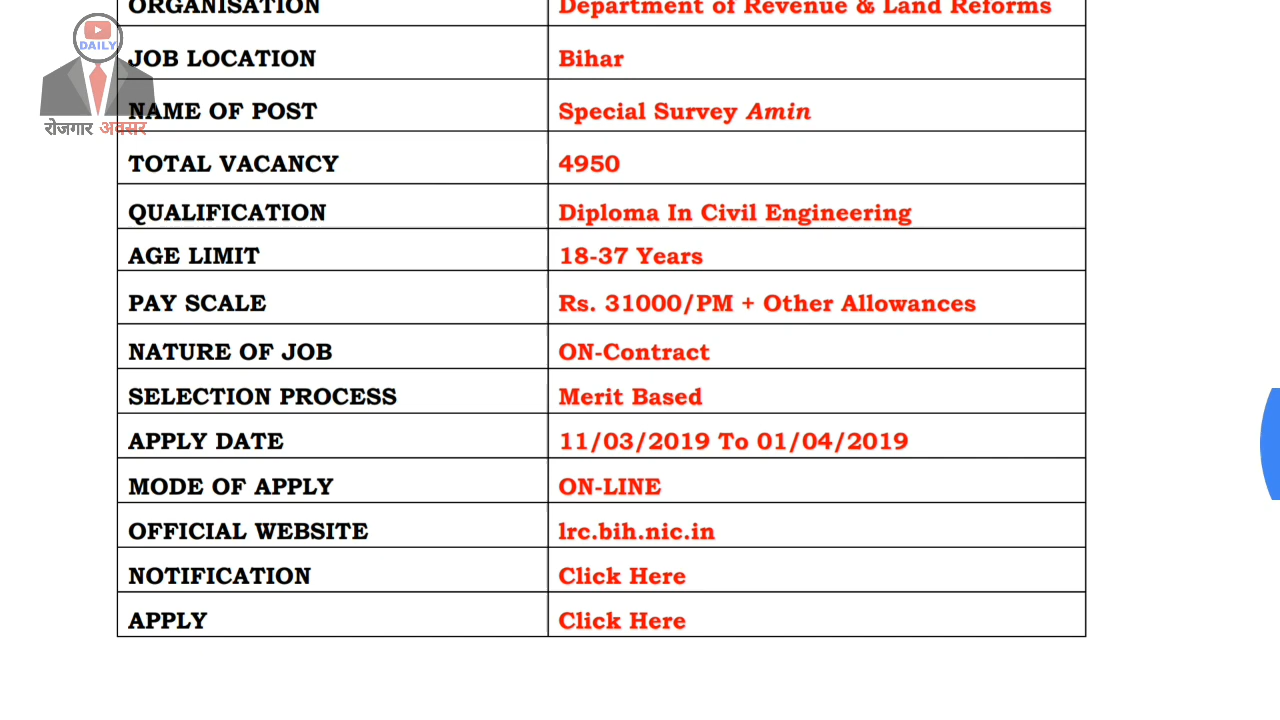 ORGANISATION Department of Revenue & Land Reforms
DAILY
JOB LOCATION Bihar
NAME OF POST Special Survey Amin
रोजगार अवसर
TOTAL VACANCY 4950
QUALIFICATION Diploma In Civil Engineering
AGE LIMIT 18-37 Years
PAY SCALE Rs. 31000/PM + Other Allowances
NATURE OF JOB ON-Contract
SELECTION PROCESS Merit Based
APPLY DATE 11/03/2019 To 01/04/2019
MODE OF APPLY ON-LINE
OFFICIAL WEBSITE lrc.bih.nic.in
NOTIFICATION Click Here
APPLY Click Here